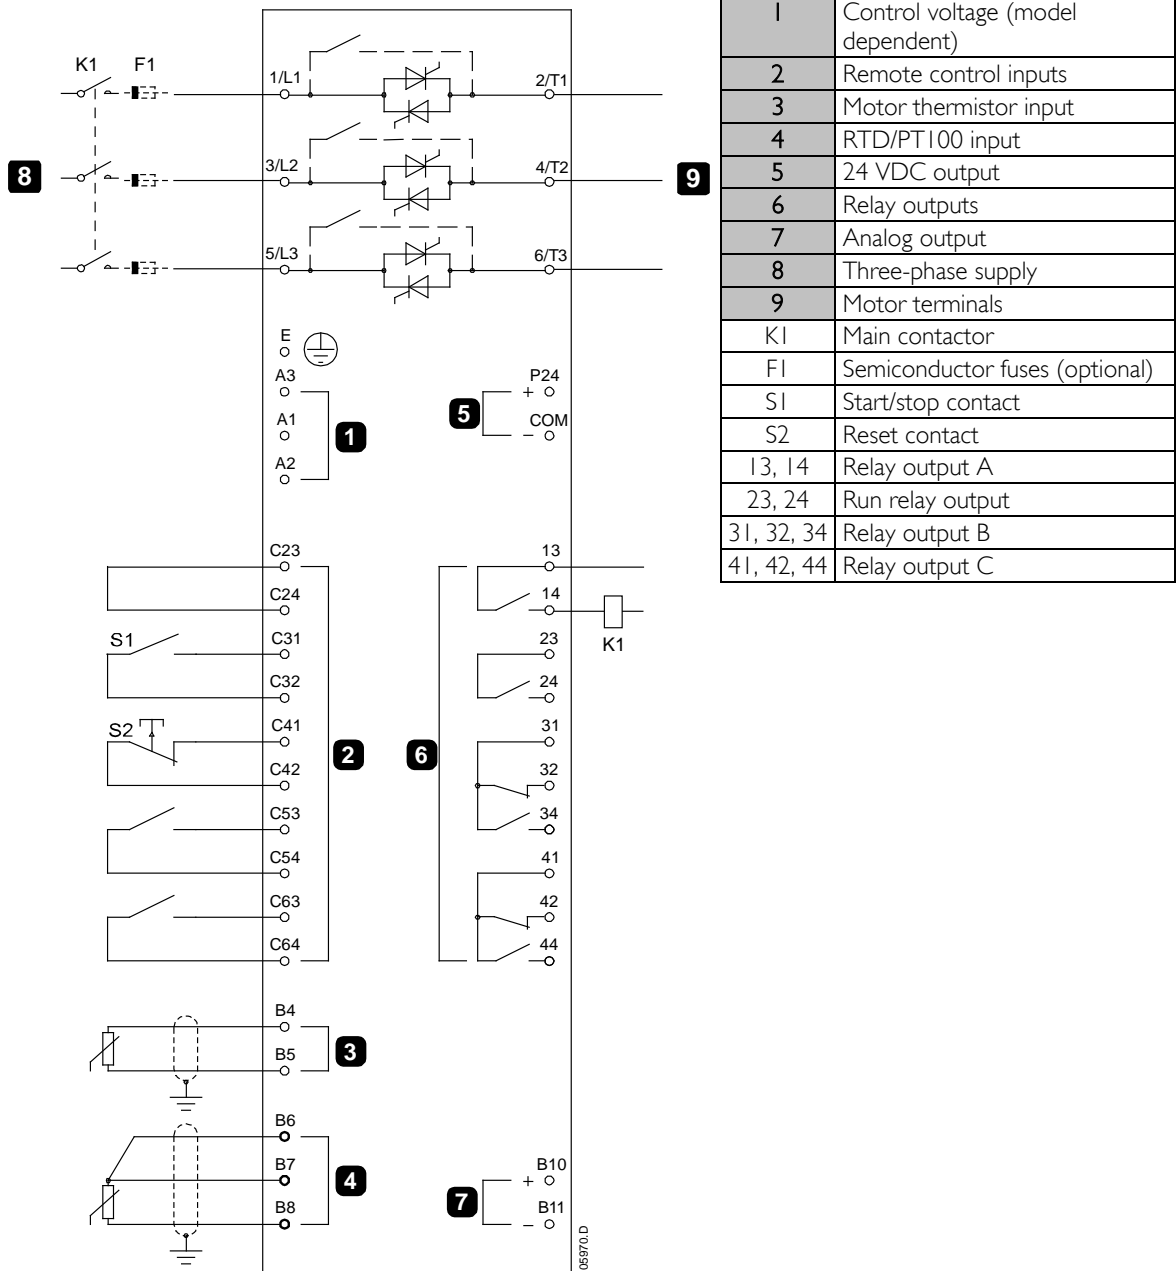 K1 F1
1/L1 2/T1
8 3/L2 4/T2 9
5/L3 6/T3
E
A3 P24
+
5
A1 COM
1
−
A2
C23 13
C24 14
K1
S1 C31 23
C32 24
S2 C41 31
2 6
C42 32
C53 34
C54 41
C63 42
C64 44
B4
3
B5
B6
B7 B10
4 +
7
B8 B11
−
05970.D
1 Control voltage (model
dependent)
2 Remote control inputs
3 Motor thermistor input
4 RTD/PT100 input
5 24 VDC output
6 Relay outputs
7 Analog output
8 Three-phase supply
9 Motor terminals
K1 Main contactor
F1 Semiconductor fuses (optional)
S1 Start/stop contact
S2 Reset contact
13, 14 Relay output A
23, 24 Run relay output
31, 32, 34 Relay output B
41, 42, 44 Relay output C